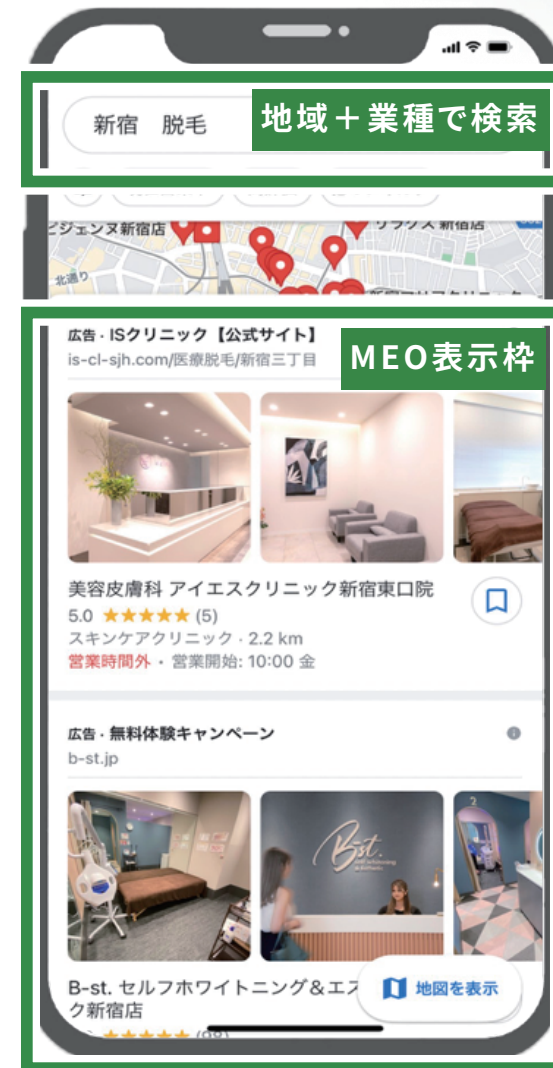 新宿 脱毛
地域＋業種で検索
ビジェンヌ新宿店
リラクス 新宿店
北通り
広告・ISクリニック【公式サイト】
is-cl-sjh.com/医療脱毛/新宿三丁目
MEO表示枠
美容皮膚科 アイエスクリニック新宿東口院
5.0 ★★★★★ (5)
スキンケアクリニック · 2.2 km
営業時間外・営業開始: 10:00 金
広告・無料体験キャンペーン
b-st.jp
B-st.
2
B-st. セルフホワイトニング&エス
ク新宿店
地図を表示
★★★★★ (98)